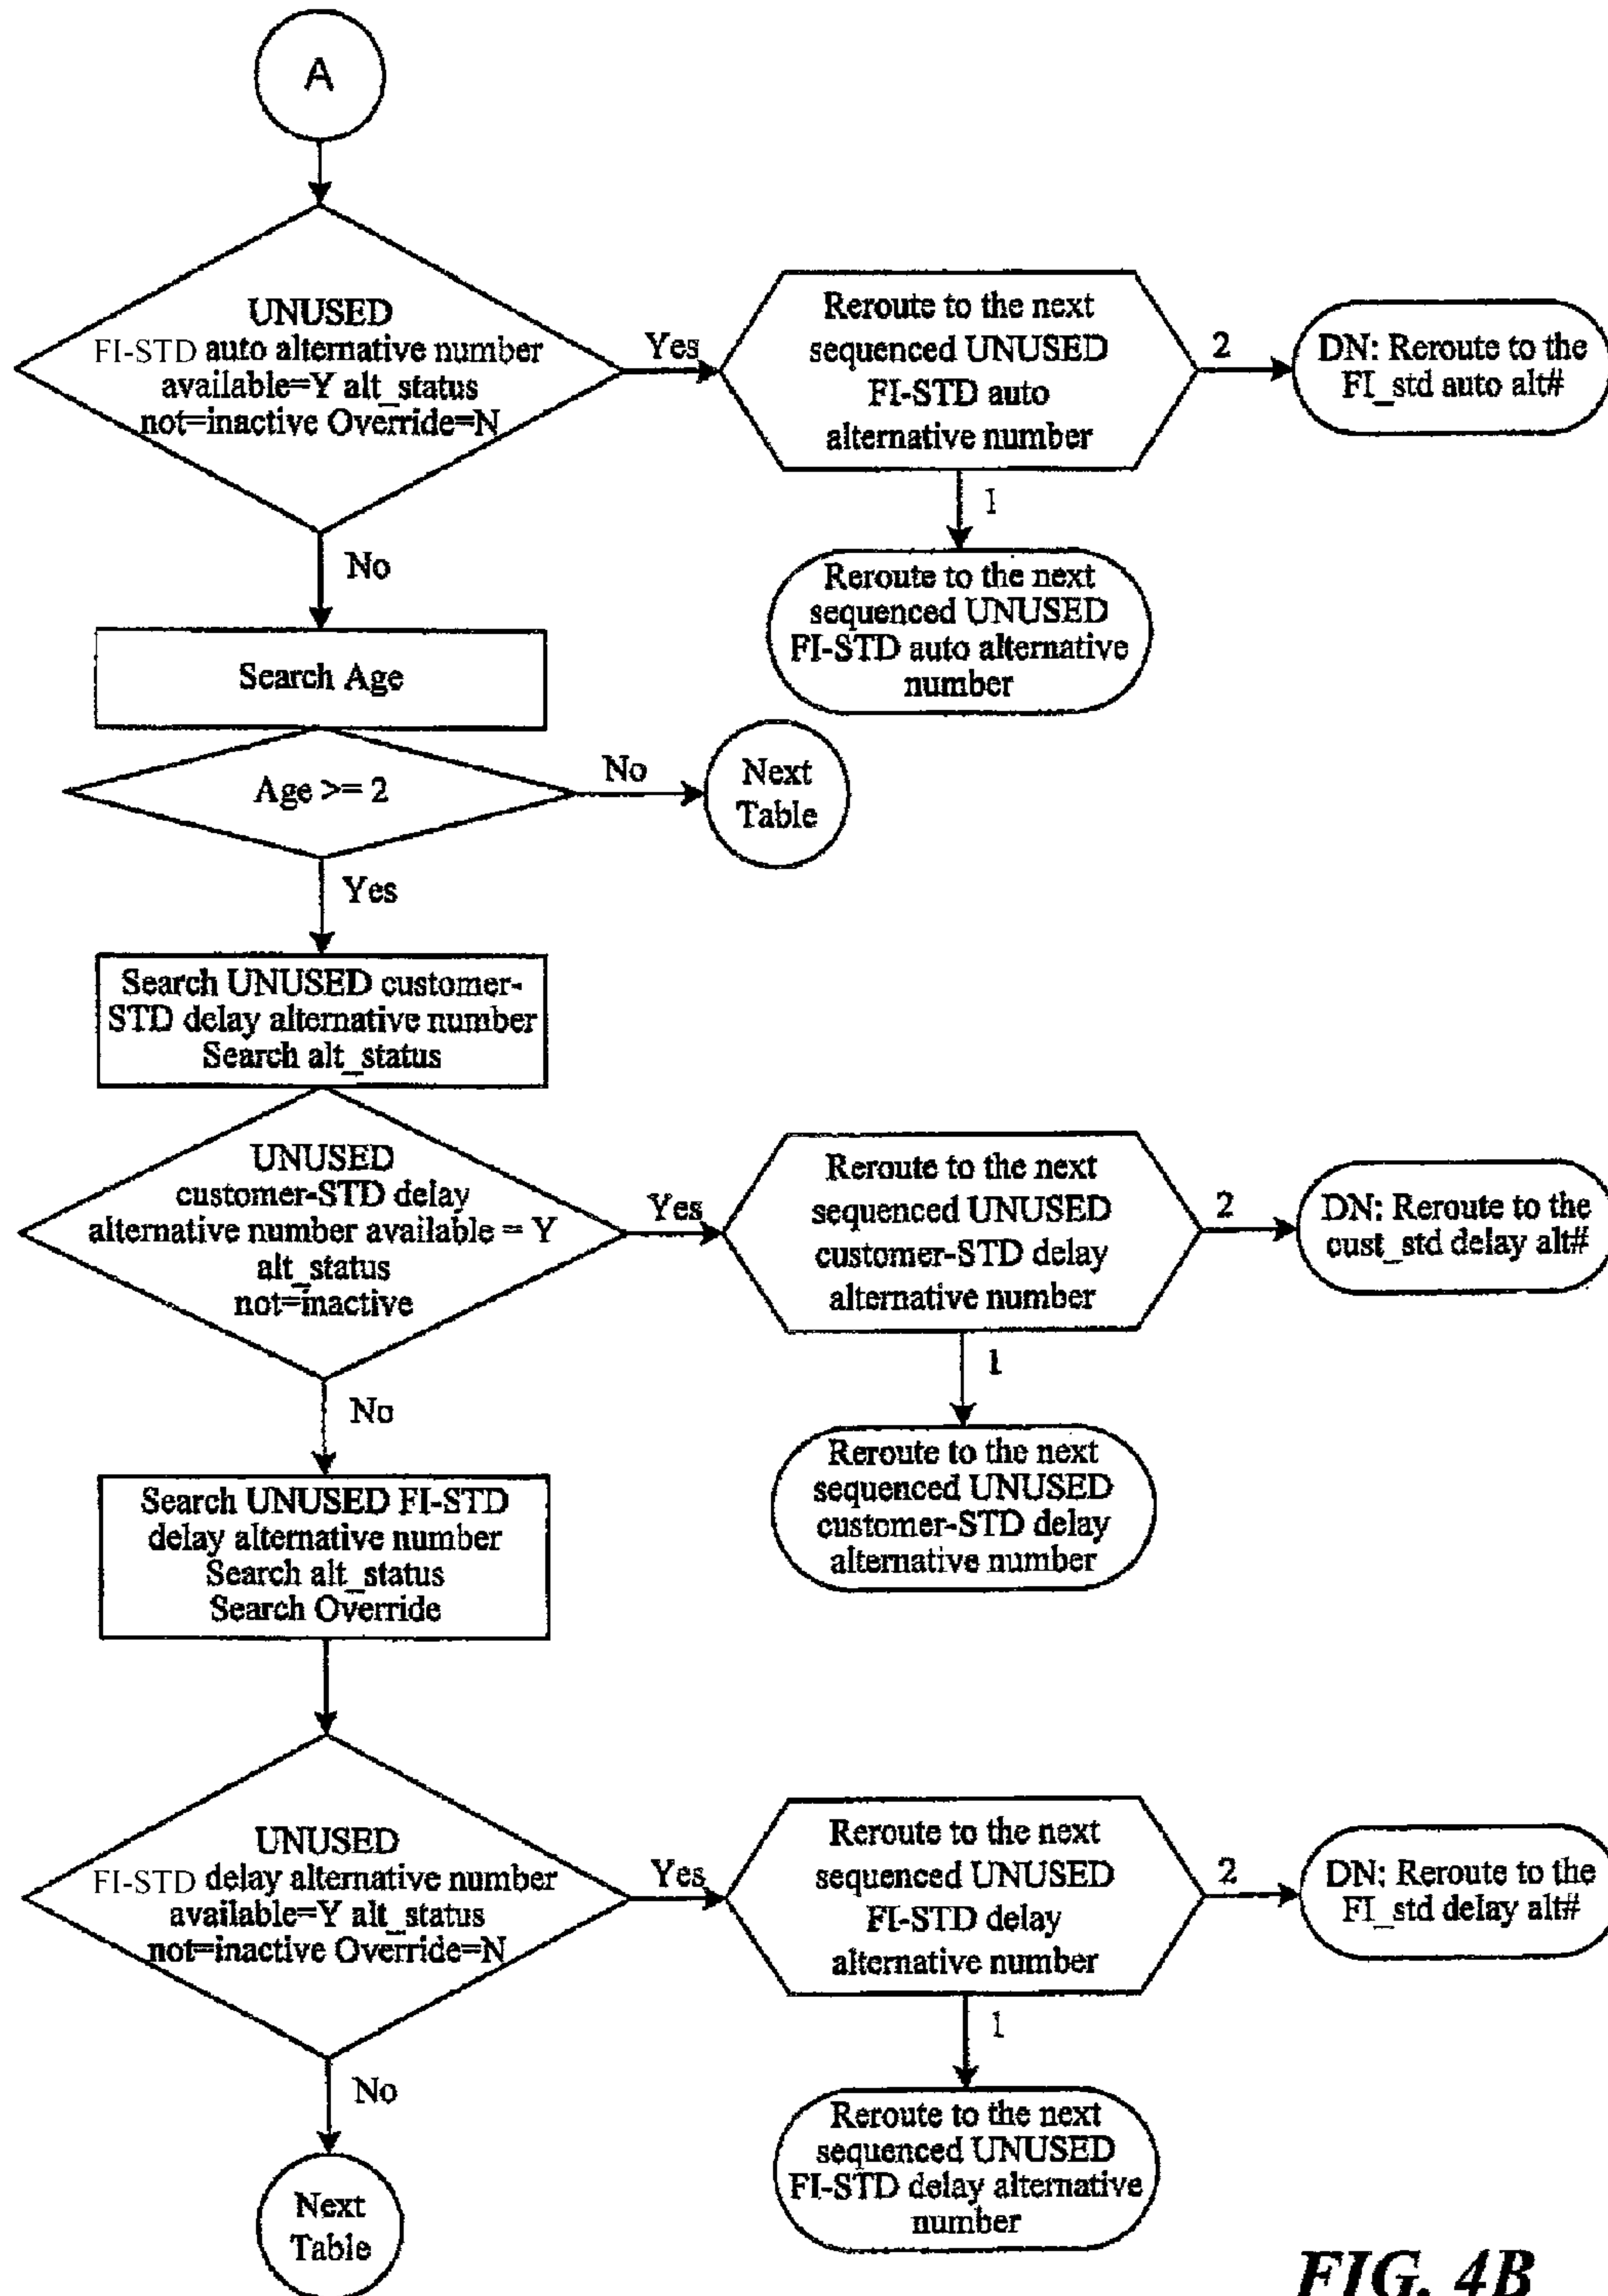 A
UNUSED
FI-STD auto alternative number
available=Y alt_status
not=inactive Override=N
Yes
Reroute to the next
sequenced UNUSED
FI-STD auto
alternative number
2
DN: Reroute to the
FI_std auto alt#
1
Reroute to the next
sequenced UNUSED
FI-STD auto alternative
number
No
Search Age
Age >= 2
No
Next
Table
Yes
Search UNUSED customer-
STD delay alternative number
Search alt_status
UNUSED
customer-STD delay
alternative number available = Y
alt_status
not=inactive
Yes
Reroute to the next
sequenced UNUSED
customer-STD delay
alternative number
2
DN: Reroute to the
cust_std delay alt#
1
Reroute to the next
sequenced UNUSED
customer-STD delay
alternative number
No
Search UNUSED FI-STD
delay alternative number
Search alt_status
Search Override
UNUSED
FI-STD delay alternative number
available=Y alt_status
not=inactive Override=N
Yes
Reroute to the next
sequenced UNUSED
FI-STD delay
alternative number
2
DN: Reroute to the
FI_std delay alt#
1
Reroute to the next
sequenced UNUSED
FI-STD delay alternative
number
No
Next
Table
FIG. 4B